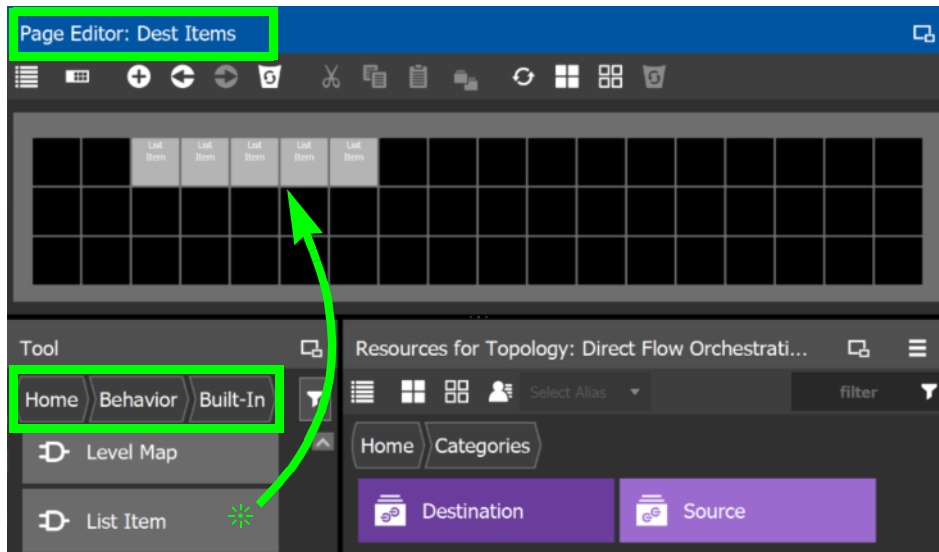 Page Editor: Dest Items
List List List List List
Item Item Item Item Item
Tool
Resources for Topology: Direct Flow Orchestrati...
Home Behavior Built-In
Select Alias
filter
Level Map
Home Categories
List Item
Destination
Source